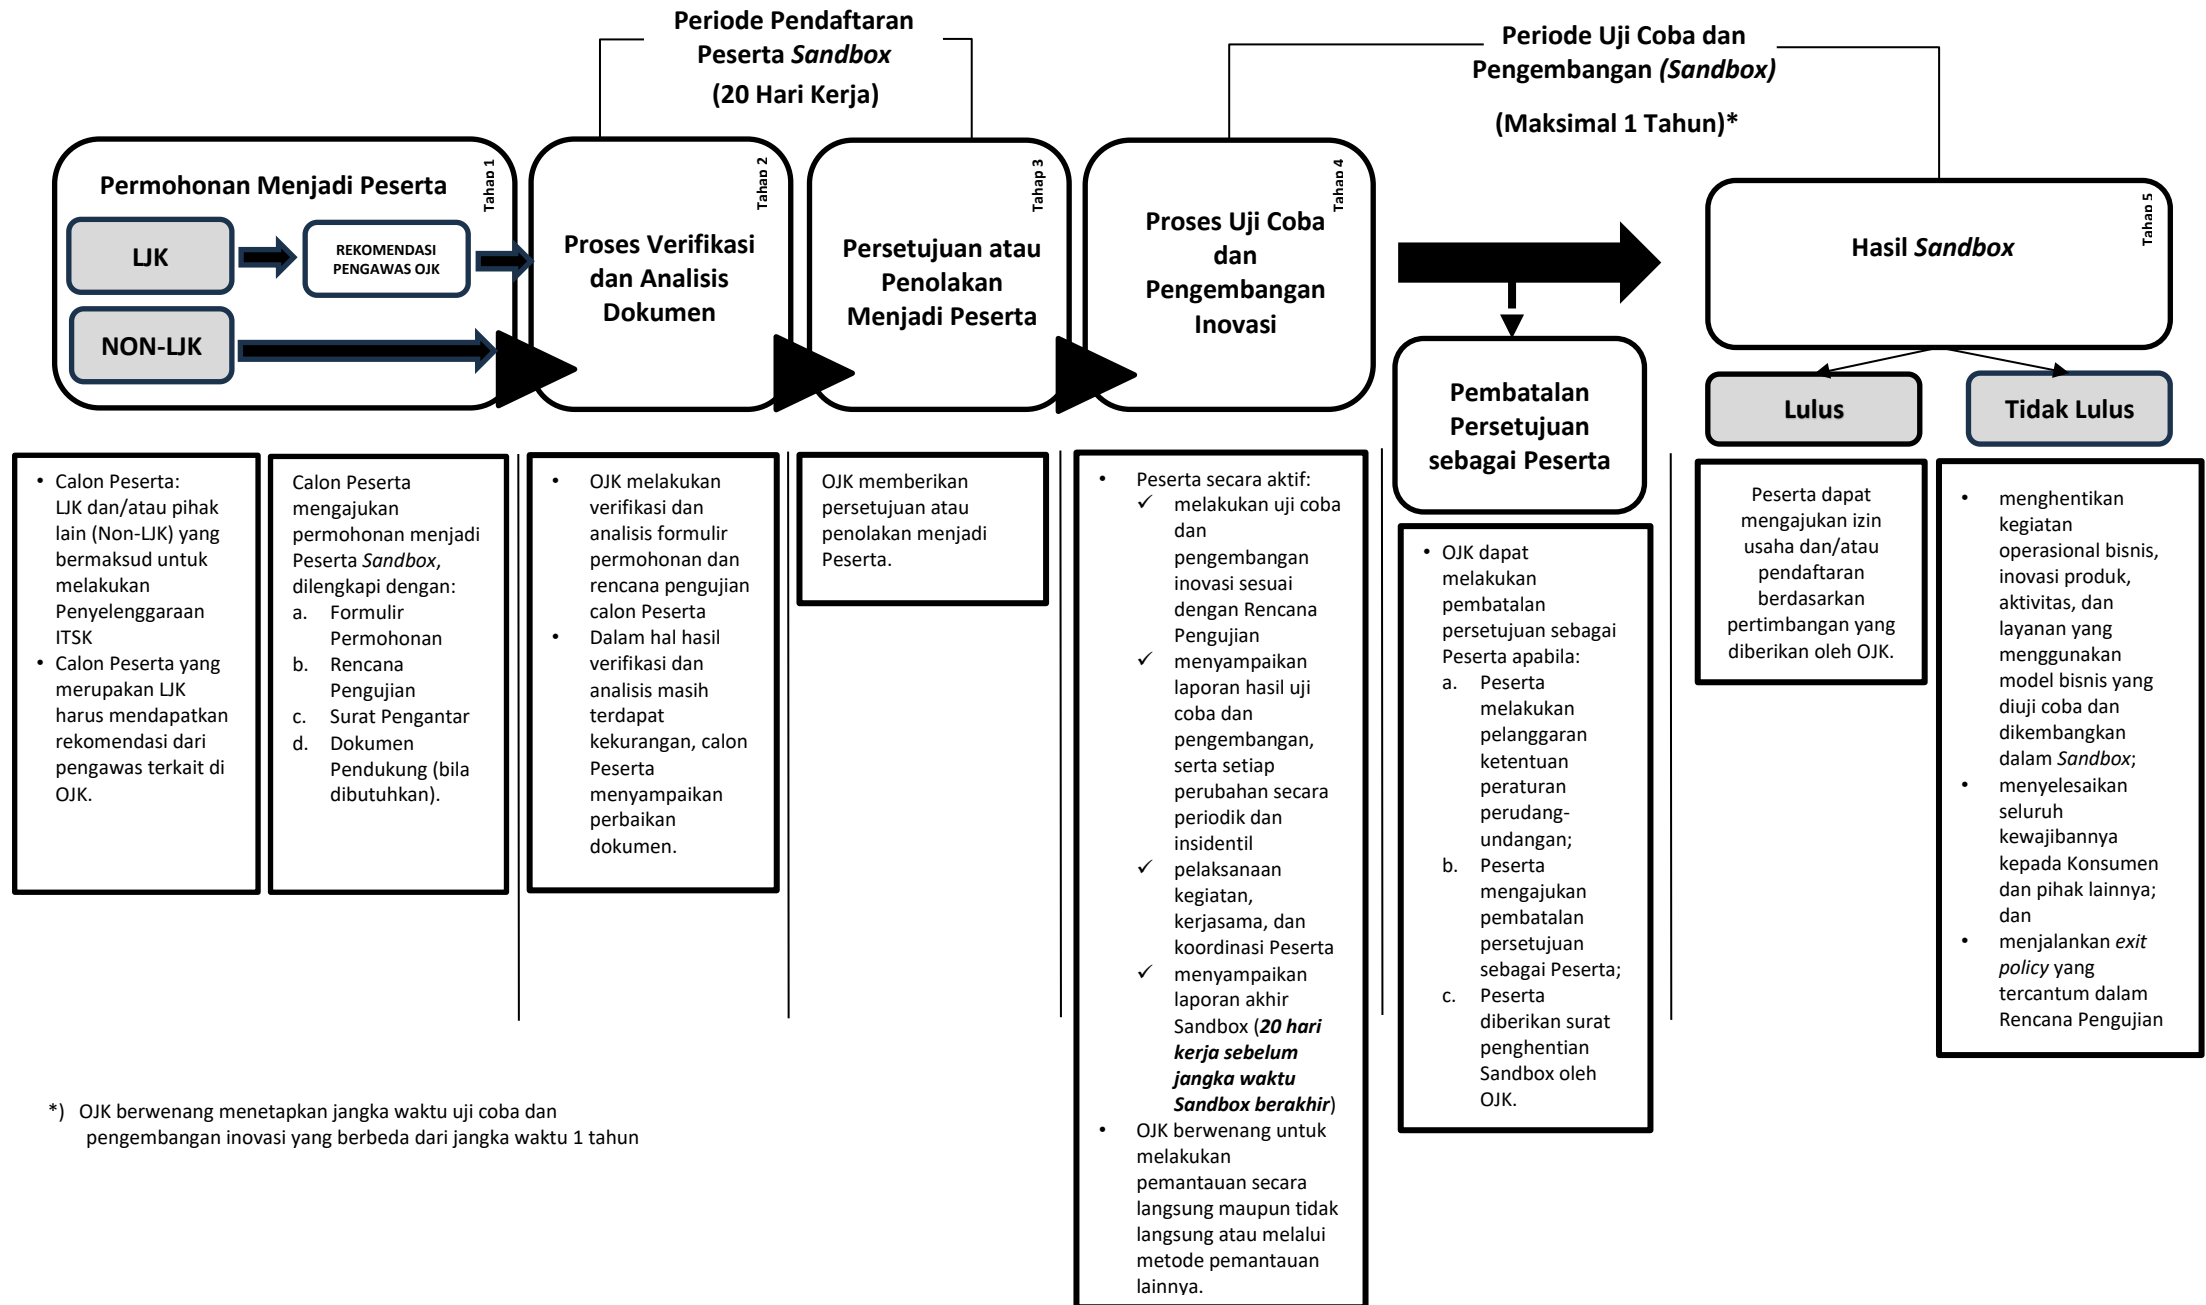 Periode Pendaftaran
Peserta Sandbox
(20 Hari Kerja)
Periode Uji Coba dan
Pengembangan (Sandbox)
(Maksimal 1 Tahun)*
Permohonan Menjadi Peserta
Tahap 1
LJK
REKOMENDASI
PENGAWAS OJK
NON-LJK
Tahap 2
Proses Verifikasi
dan Analisis
Dokumen
Tahap 3
Persetujuan atau
Penolakan
Menjadi Peserta
Tahap 4
Proses Uji Coba
dan
Pengembangan
Inovasi
Pembatalan
Persetujuan
sebagai Peserta
Tahap 5
Hasil Sandbox
Lulus
Tidak Lulus
• Calon Peserta:
LJK dan/atau pihak
lain (Non-LJK) yang
bermaksud untuk
melakukan
Penyelenggaraan
ITSK
• Calon Peserta yang
merupakan LJK
harus mendapatkan
rekomendasi dari
pengawas terkait di
OJK.
Calon Peserta
mengajukan
permohonan menjadi
Peserta Sandbox,
dilengkapi dengan:
a. Formulir
Permohonan
b. Rencana
Pengujian
c. Surat Pengantar
d. Dokumen
Pendukung (bila
dibutuhkan).
• OJK melakukan
verifikasi dan
analisis formulir
permohonan dan
rencana pengujian
calon Peserta
• Dalam hal hasil
verifikasi dan
analisis masih
terdapat
kekurangan, calon
Peserta
menyampaikan
perbaikan
dokumen.
OJK memberikan
persetujuan atau
penolakan menjadi
Peserta.
• Peserta secara aktif:
✓ melakukan uji coba
dan
pengembangan
inovasi sesuai
dengan Rencana
Pengujian
✓ menyampaikan
laporan hasil uji
coba dan
pengembangan,
serta setiap
perubahan secara
periodik dan
insidentil
✓ pelaksanaan
kegiatan,
kerjasama, dan
koordinasi Peserta
✓ menyampaikan
laporan akhir
Sandbox (20 hari
kerja sebelum
jangka waktu
Sandbox berakhir)
• OJK berwenang untuk
melakukan
pemantauan secara
langsung maupun tidak
langsung atau melalui
metode pemantauan
lainnya.
• OJK dapat
melakukan
pembatalan
persetujuan sebagai
Peserta apabila:
a. Peserta
melakukan
pelanggaran
ketentuan
peraturan
perudang-
undangan;
b. Peserta
mengajukan
pembatalan
persetujuan
sebagai Peserta;
c. Peserta
diberikan surat
penghentian
Sandbox oleh
OJK.
Peserta dapat
mengajukan izin
usaha dan/atau
pendaftaran
berdasarkan
pertimbangan yang
diberikan oleh OJK.
• menghentikan
kegiatan
operasional bisnis,
inovasi produk,
aktivitas, dan
layanan yang
menggunakan
model bisnis yang
diuji coba dan
dikembangkan
dalam Sandbox;
• menyelesaikan
seluruh
kewajibannya
kepada Konsumen
dan pihak lainnya;
dan
• menjalankan exit
policy yang
tercantum dalam
Rencana Pengujian
*) OJK berwenang menetapkan jangka waktu uji coba dan
pengembangan inovasi yang berbeda dari jangka waktu 1 tahun